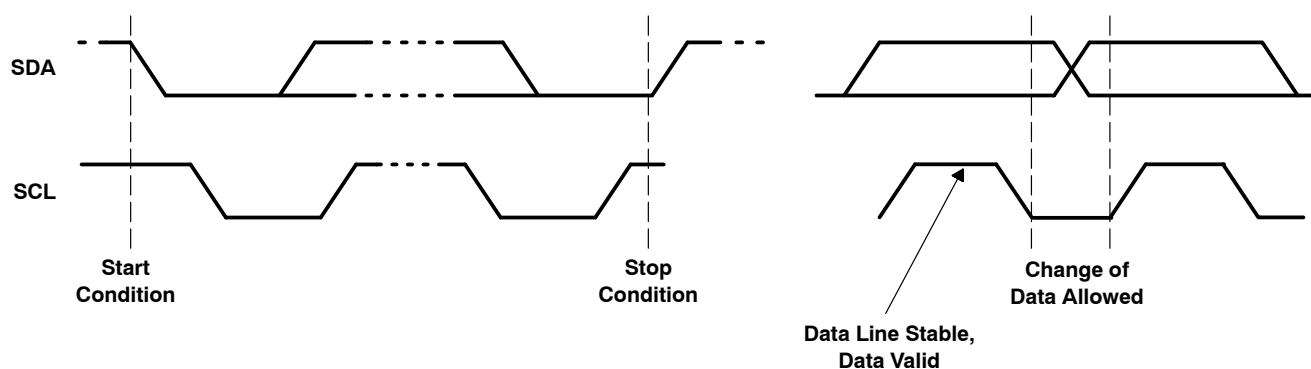 SDA
SCL
Start
Condition
Stop
Condition
Change of
Data Allowed
Data Line Stable,
Data Valid